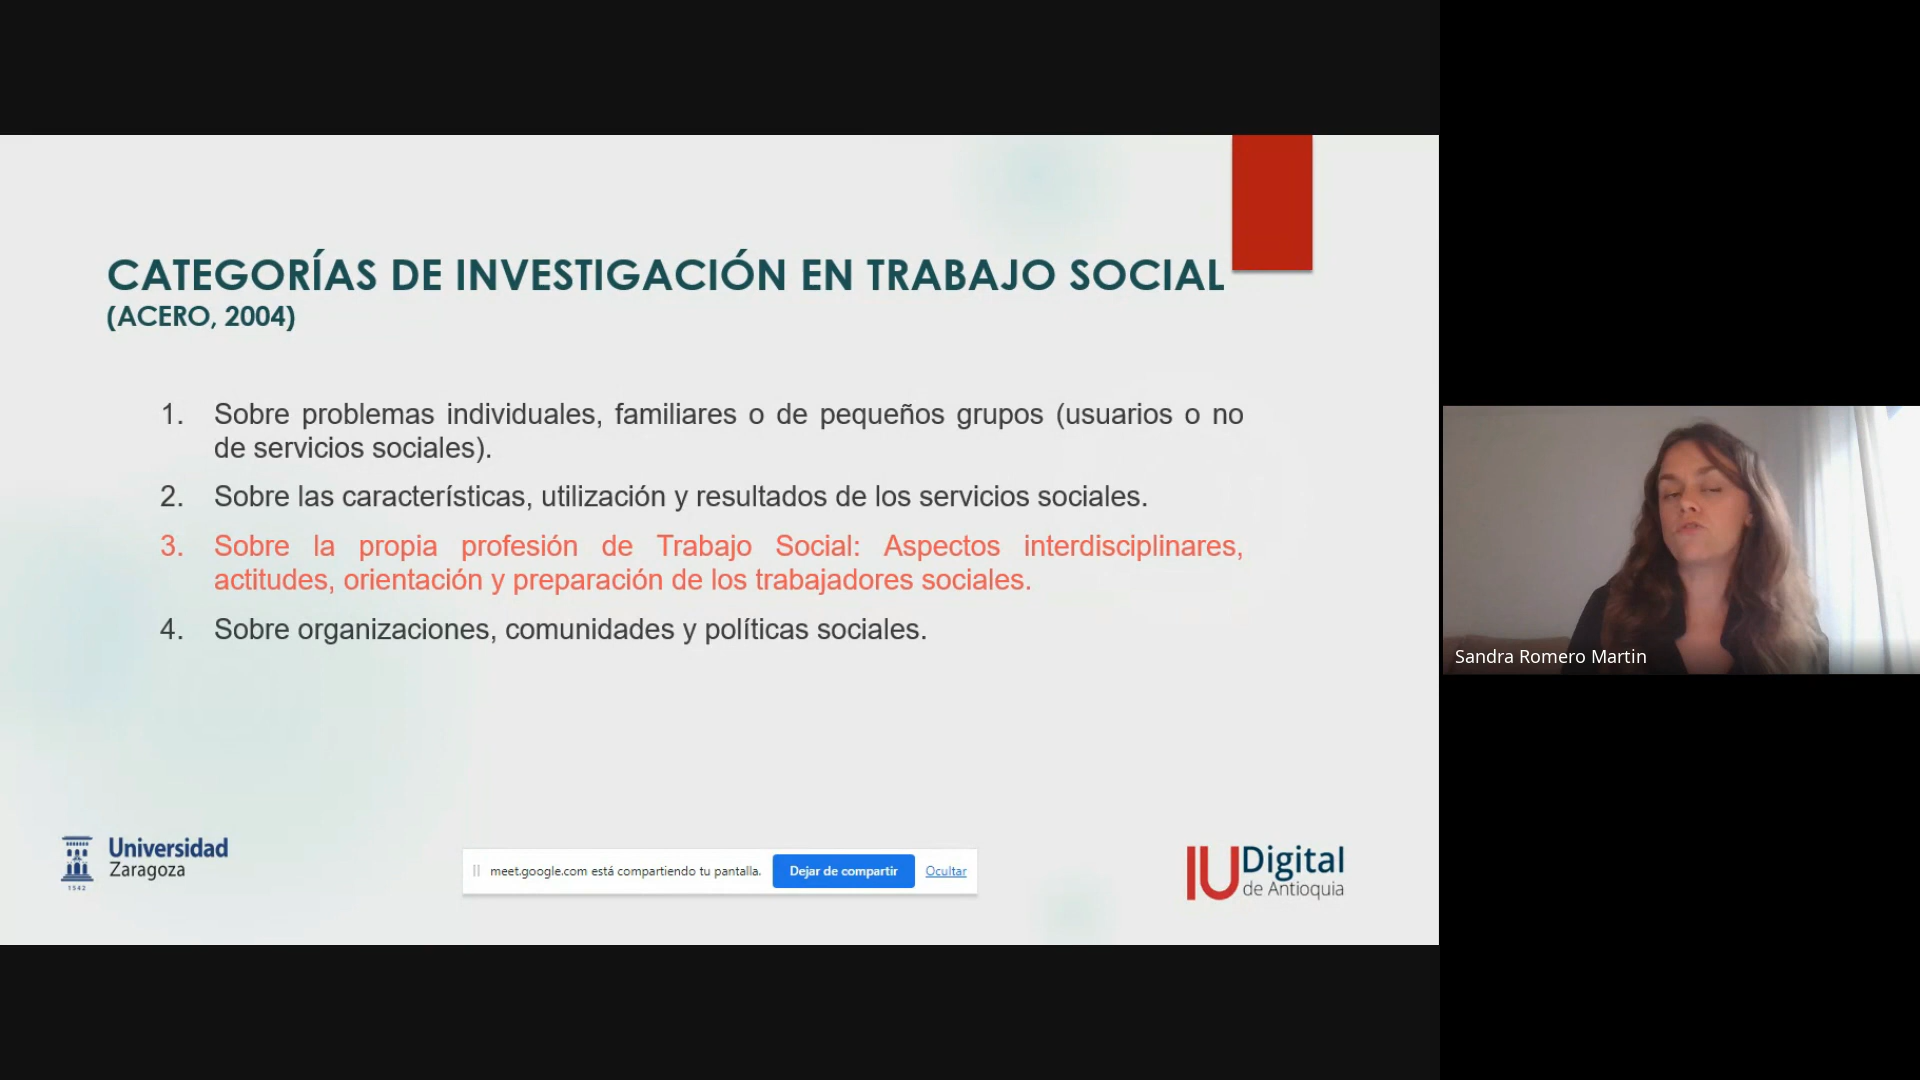 CATEGORÍAS DE INVESTIGACIÓN EN TRABAJO SOCIAL
(ACERO, 2004)
1. Sobre problemas individuales, familiares o de pequeños grupos (usuarios o no
de servicios sociales).
2. Sobre las características, utilización y resultados de los servicios sociales.
3. Sobre la propia profesión de Trabajo Social: Aspectos interdisciplinares,
actitudes, orientación y preparación de los trabajadores sociales.
4. Sobre organizaciones, comunidades y políticas sociales.
Sandra Romero Martin
Universidad
Zaragoza
1542
meet.google.com está compartiendo tu pantalla.
Dejar de compartir
Ocultar
IU Digital
de Antioquia